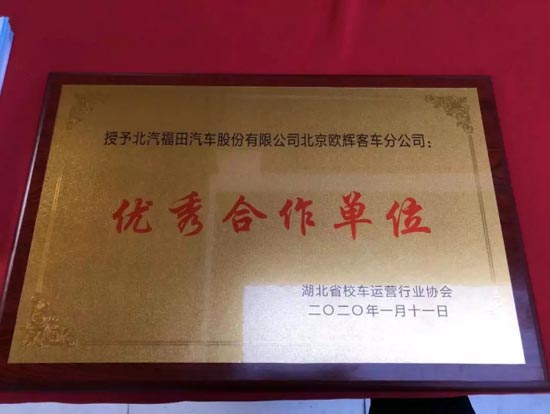 授予北汽福田汽车股份有限公司北京欧辉客车分公司：
优秀合作单位
湖北省校车运营行业协会
二〇二〇年一月十一日